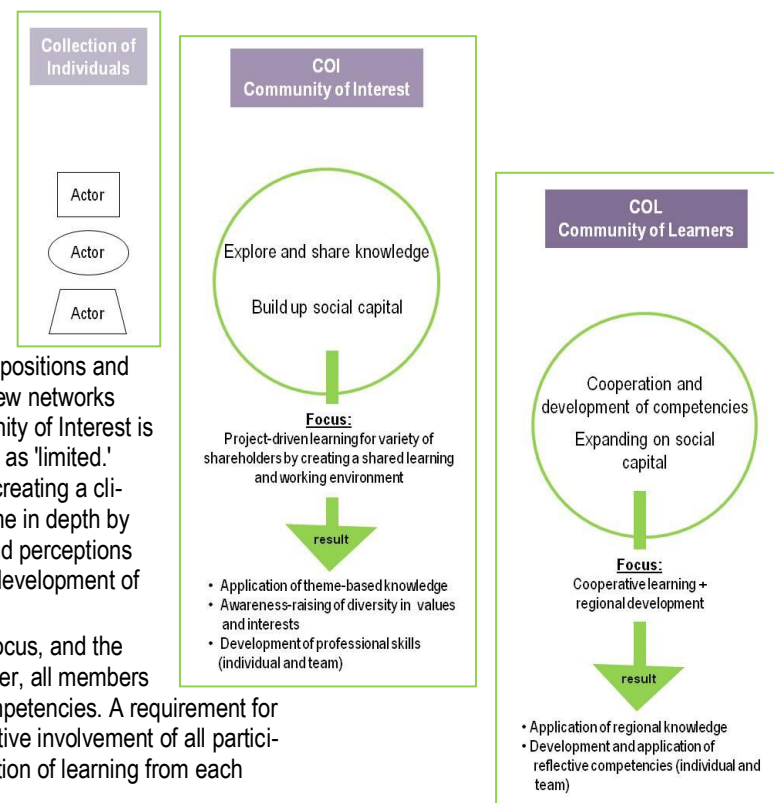 Collection of
Individuals
Actor
Actor
Actor
COI
Community of Interest
Explore and share knowledge
Build up social capital
Focus:
Project-driven learning for variety of
shareholders by creating a shared learning
and working environment
result
• Application of theme-based knowledge
• Awareness-raising of diversity in values
and interests
• Development of professional skills
(individual and team)
COL
Community of Learners
Cooperation and
development of competencies
Expanding on social
capital
Focus:
Cooperative learning +
regional development
result
• Application of regional knowledge
• Development and application of
reflective competencies (individual and
team)
positions and
ew networks
nity of Interest is
as 'limited.'
creating a cli-
ne in depth by
d perceptions
development of
ocus, and the
er, all members
mpetencies. A requirement for
tive involvement of all partici-
tion of learning from each